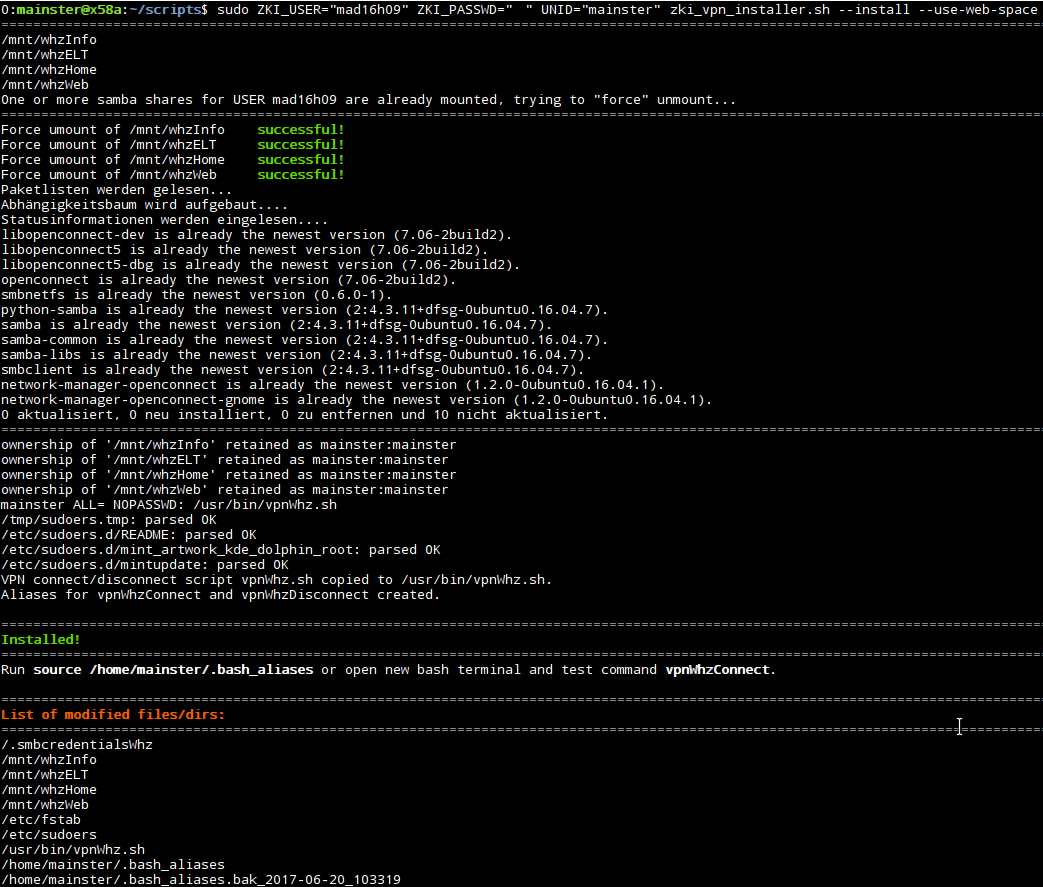 0:mainster@x58a:~/scripts$ sudo ZKI_USER="mad16h09" ZKI_PASSWD="  " UNID="mainster" zki_vpn_installer.sh --install --use-web-space
================================================================================
/mnt/whzInfo
/mnt/whzELT
/mnt/whzHome
/mnt/whzWeb
One or more samba shares for USER mad16h09 are already mounted, trying to "force" unmount...
================================================================================
Force umount of /mnt/whzInfo    successful!
Force umount of /mnt/whzELT     successful!
Force umount of /mnt/whzHome    successful!
Force umount of /mnt/whzWeb     successful!
Paketlisten werden gelesen...
Abhängigkeitsbaum wird aufgebaut....
Statusinformationen werden eingelesen....
libopenconnect-dev is already the newest version (7.06-2build2).
libopenconnect5 is already the newest version (7.06-2build2).
libopenconnect5-dbg is already the newest version (7.06-2build2).
openconnect is already the newest version (7.06-2build2).
smbnetfs is already the newest version (0.6.0-1).
python-samba is already the newest version (2:4.3.11+dfsg-0ubuntu0.16.04.7).
samba is already the newest version (2:4.3.11+dfsg-0ubuntu0.16.04.7).
samba-common is already the newest version (2:4.3.11+dfsg-0ubuntu0.16.04.7).
samba-libs is already the newest version (2:4.3.11+dfsg-0ubuntu0.16.04.7).
smbclient is already the newest version (2:4.3.11+dfsg-0ubuntu0.16.04.7).
network-manager-openconnect is already the newest version (1.2.0-0ubuntu0.16.04.1).
network-manager-openconnect-gnome is already the newest version (1.2.0-0ubuntu0.16.04.1).
0 aktualisiert, 0 neu installiert, 0 zu entfernen und 10 nicht aktualisiert.
================================================================================
ownership of '/mnt/whzInfo' retained as mainster:mainster
ownership of '/mnt/whzELT' retained as mainster:mainster
ownership of '/mnt/whzHome' retained as mainster:mainster
ownership of '/mnt/whzWeb' retained as mainster:mainster
mainster ALL= NOPASSWD: /usr/bin/vpnWhz.sh
/tmp/sudoers.tmp: parsed OK
/etc/sudoers.d/README: parsed OK
/etc/sudoers.d/mint_artwork_kde_dolphin_root: parsed OK
/etc/sudoers.d/mintupdate: parsed OK
VPN connect/disconnect script vpnWhz.sh copied to /usr/bin/vpnWhz.sh.
Aliases for vpnWhzConnect and vpnWhzDisconnect created.
================================================================================
Installed!
================================================================================
Run source /home/mainster/.bash_aliases or open new bash terminal and test command vpnWhzConnect.
================================================================================
List of modified files/dirs:
================================================================================
/.smbcredentialsWhz
/mnt/whzInfo
/mnt/whzELT
/mnt/whzHome
/mnt/whzWeb
/etc/fstab
/etc/sudoers
/usr/bin/vpnWhz.sh
/home/mainster/.bash_aliases
/home/mainster/.bash_aliases.bak_2017-06-20_103319